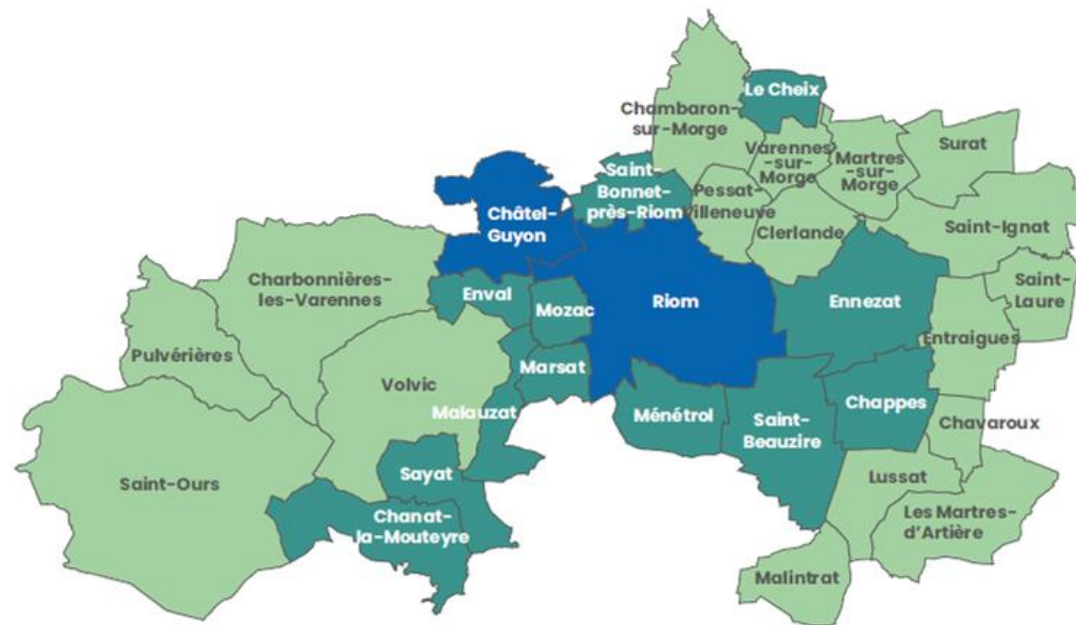 Le Cheix
Chambaron-
sur-Morge
Varennes
-sur-
Morge
Martres
-sur-
Morge
Surat
Saint-
Bonnet-
près-Riom
Pessat-
Villeneuve
Châtel-
Guyon
Clerlande
Saint-Ignat
Charbonnières-
les-Varennes
Enval
Mozac
Riom
Ennezat
Saint-
Laure
Entraigues
Pulvérières
Volvic
Marsat
Malauzat
Ménétrol
Saint-
Beauzire
Chappes
Chavaroux
Saint-Ours
Sayat
Lussat
Chanat-
la-Mouteyre
Les Martres-
d’Artière
Malintrat